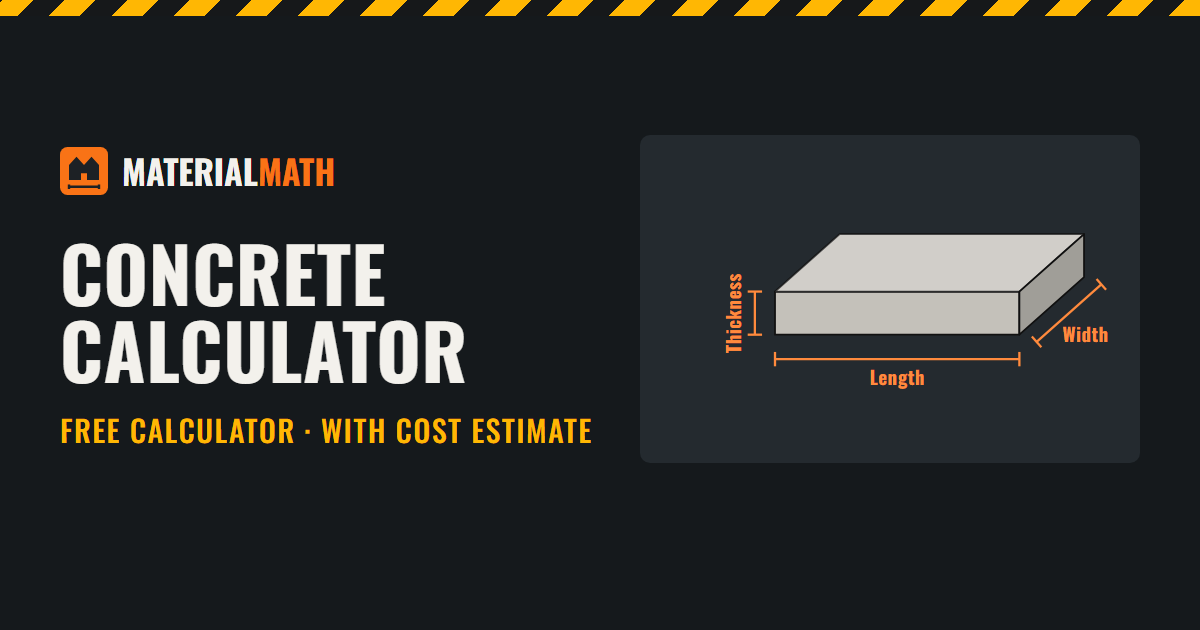 MATERIALMATH
CONCRETE
CALCULATOR
FREE CALCULATOR · WITH COST ESTIMATE
Thickness
Width
Length